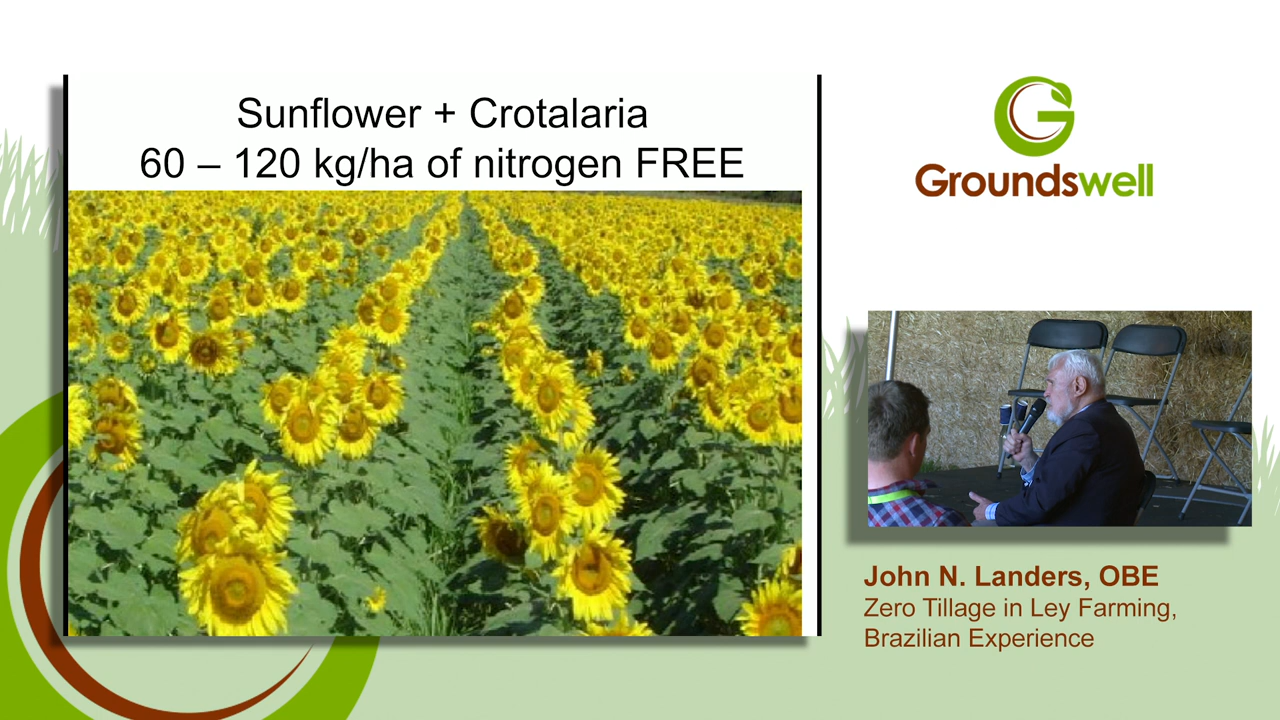 Sunflower + Crotalaria
60 – 120 kg/ha of nitrogen FREE
Groundswell
John N. Landers, OBE
Zero Tillage in Ley Farming,
Brazilian Experience